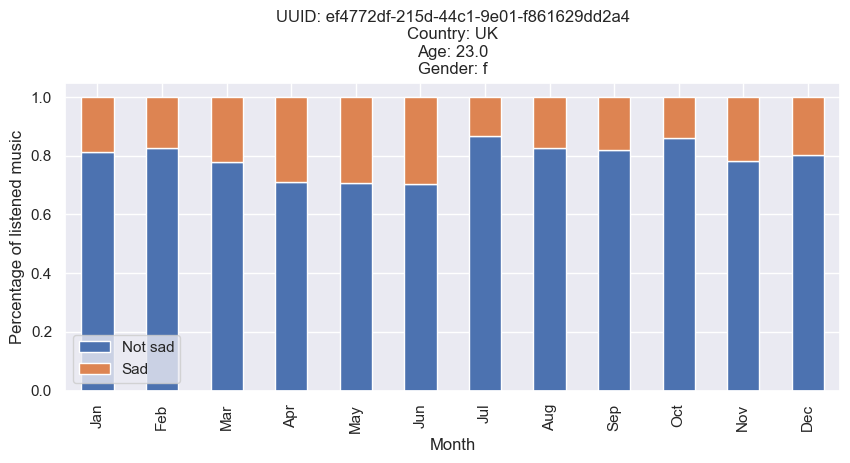 UUID: ef4772df-215d-44c1-9e01-f861629dd2a4
Country: UK
Age: 23.0
Gender: f
Percentage of listened music
1.0
0.8
0.6
0.4
0.2
0.0
Not sad
Sad
Jan
Feb
Mar
Apr
May
Jun
Jul
Aug
Sep
Oct
Nov
Dec
Month